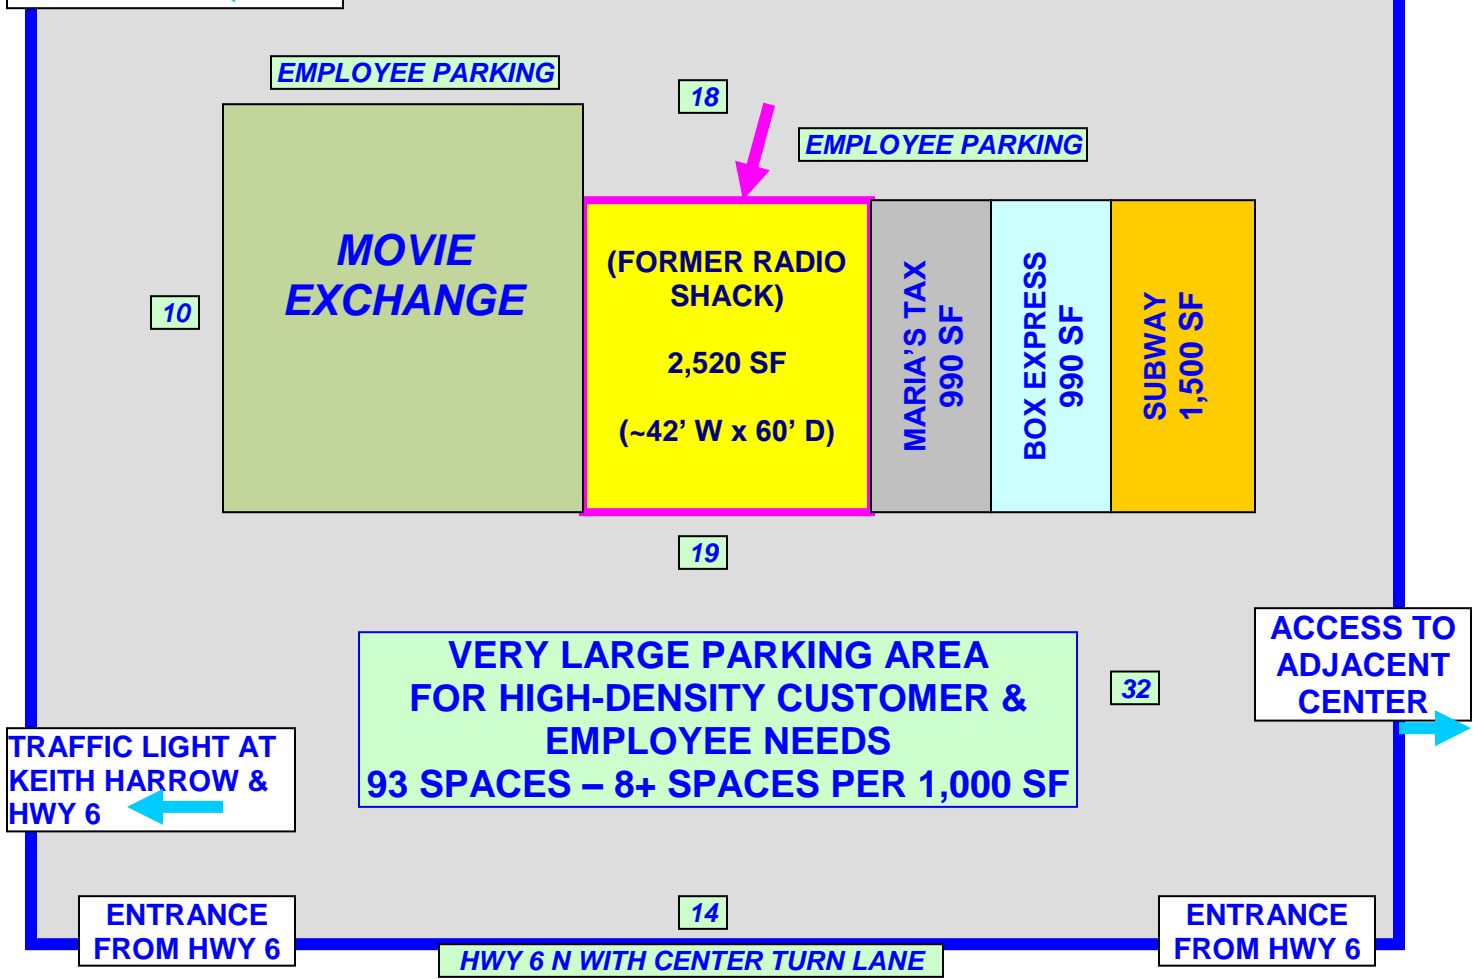 EMPLOYEE PARKING
18
EMPLOYEE PARKING
MOVIE
EXCHANGE
(FORMER RADIO
SHACK)
2,520 SF
(~42' W x 60' D)
MARIA'S TAX
990 SF
BOX EXPRESS
990 SF
SUBWAY
1,500 SF
10
19
VERY LARGE PARKING AREA
FOR HIGH-DENSITY CUSTOMER &
EMPLOYEE NEEDS
93 SPACES – 8+ SPACES PER 1,000 SF
32
ACCESS TO
ADJACENT
CENTER
TRAFFIC LIGHT AT
KEITH HARROW &
HWY 6
ENTRANCE
FROM HWY 6
14
ENTRANCE
FROM HWY 6
HWY 6 N WITH CENTER TURN LANE